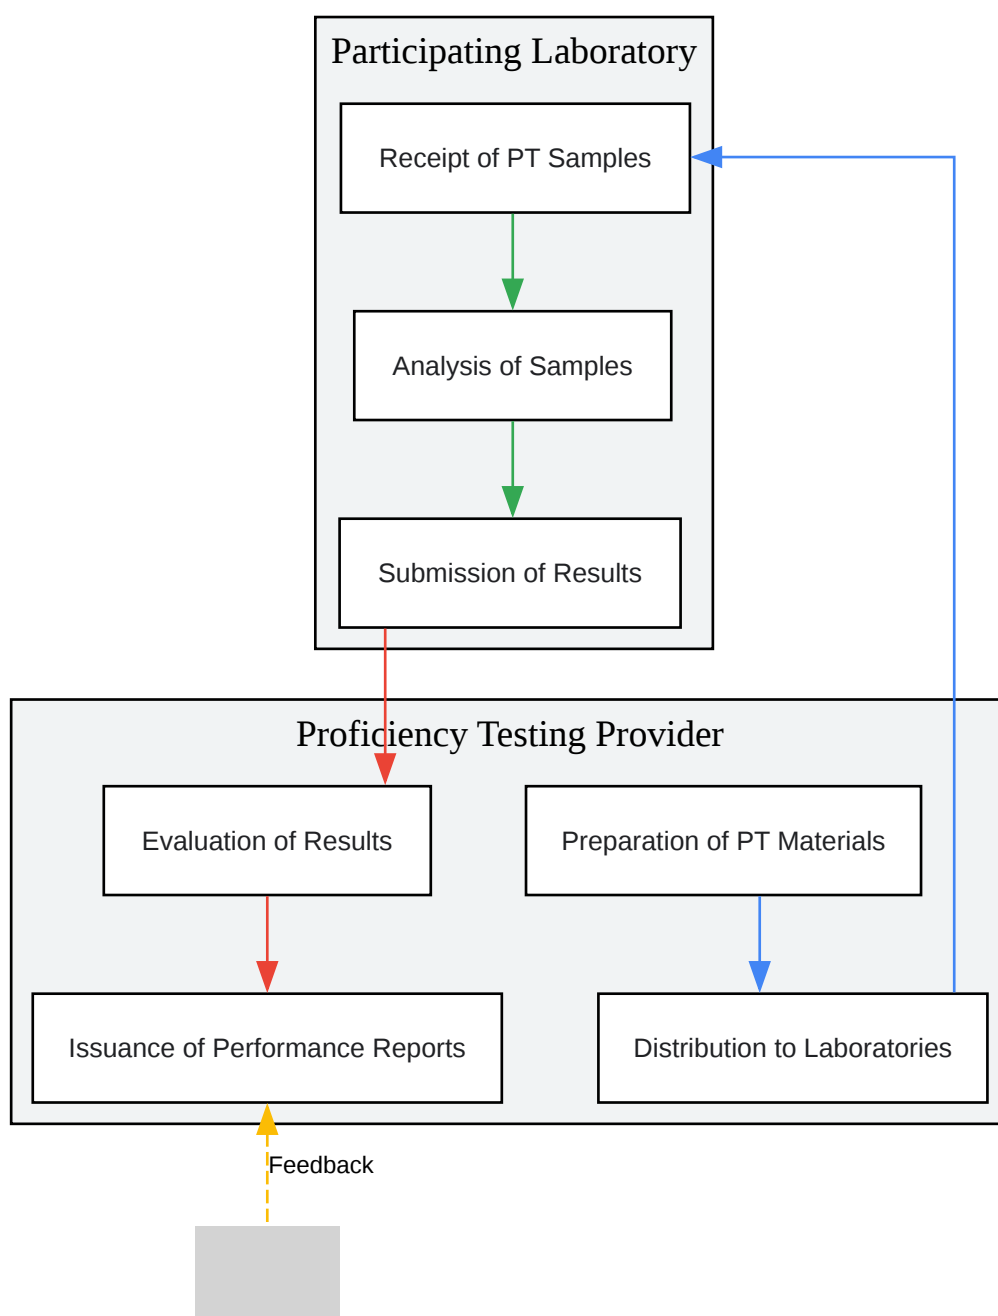 Participating Laboratory
Receipt of PT Samples
Analysis of Samples
Submission of Results
Proficiency Testing Provider
Evaluation of Results
Preparation of PT Materials
Issuance of Performance Reports
Distribution to Laboratories
Feedback